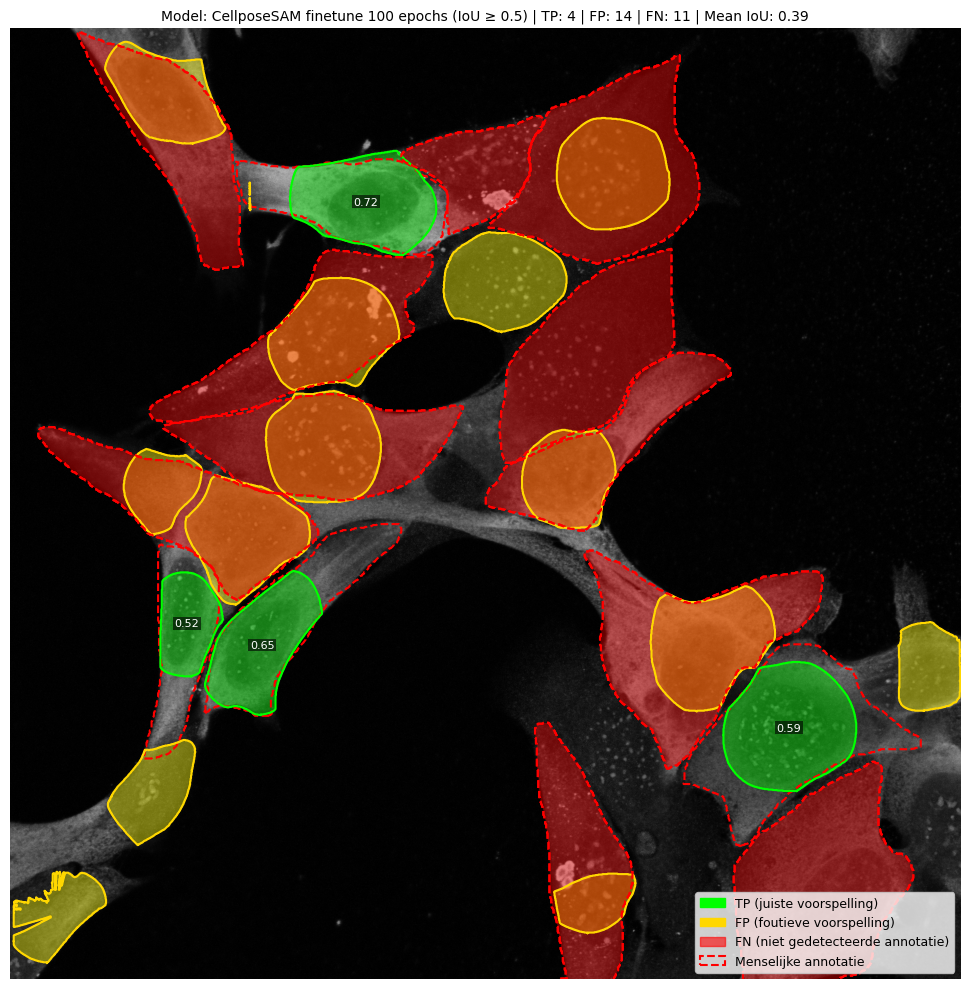 Model: CellposeSAM finetune 100 epochs (IoU ≥ 0.5) | TP: 4 | FP: 14 | FN: 11 | Mean IoU: 0.39
0.72
0.52
0.65
0.59
TP (juiste voorspelling)
FP (foutieve voorspelling)
FN (niet gedetecteerde annotatie)
Menselijke annotatie